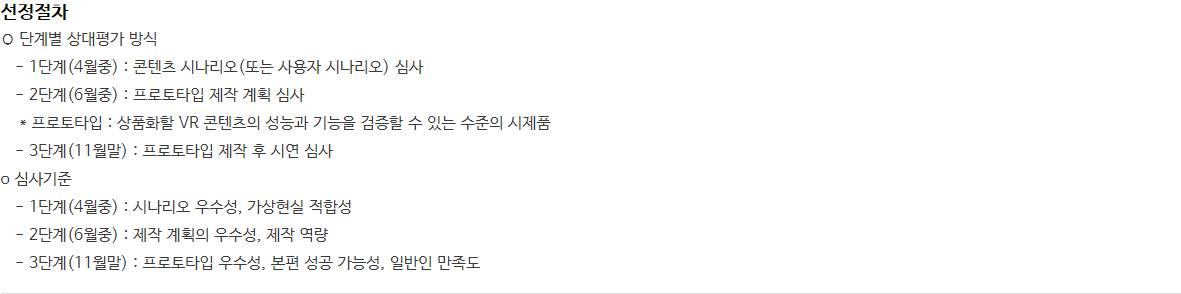 선정절차
ㅇ 단계별 상대평가 방식
- 1단계(4월중) : 콘텐츠 시나리오(또는 사용자 시나리오) 심사
- 2단계(6월중) : 프로토타입 제작 계획 심사
* 프로토타입 : 상품화할 VR 콘텐츠의 성능과 기능을 검증할 수 있는 수준의 시제품
- 3단계(11월말) : 프로토타입 제작 후 시연 심사
o 심사기준
- 1단계(4월중) : 시나리오 우수성, 가상현실 적합성
- 2단계(6월중) : 제작 계획의 우수성, 제작 역량
- 3단계(11월말) : 프로토타입 우수성, 본편 성공 가능성, 일반인 만족도